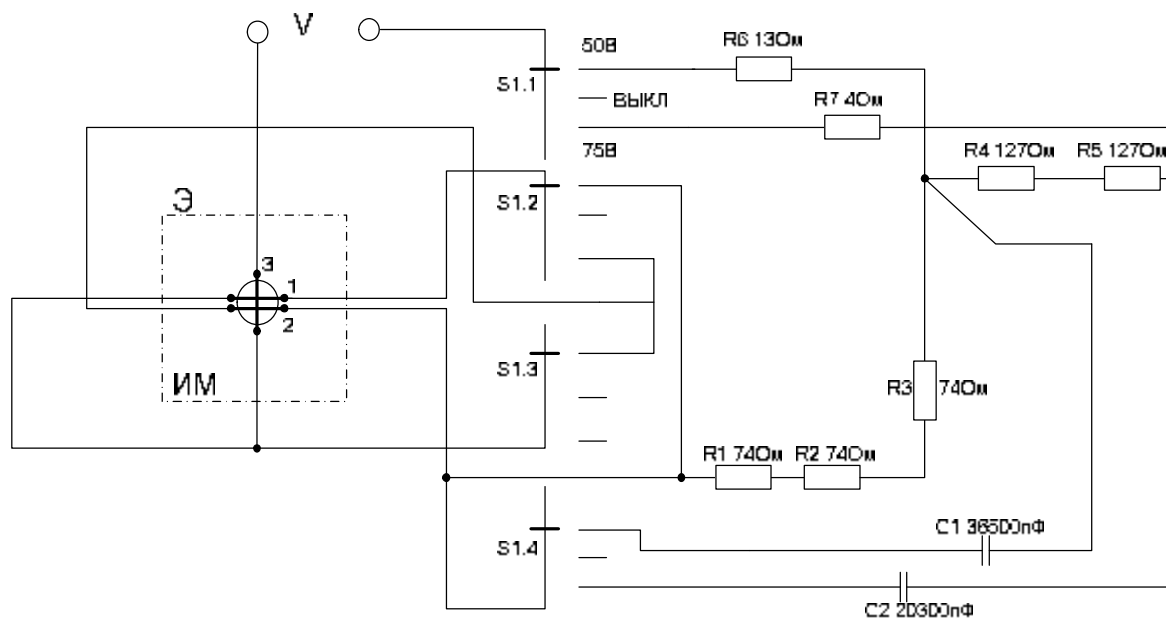 V
50В
R6 13Ом
S1.1
ВЫКЛ
R7 4Ом
75В
R4 127Ом
R5 127Ом
Э
S1.2
3
1
2
ИМ
S1.3
R3
74Ом
R1 74Ом
R2 74Ом
S1.4
C1 36500пФ
C2 20300пФ